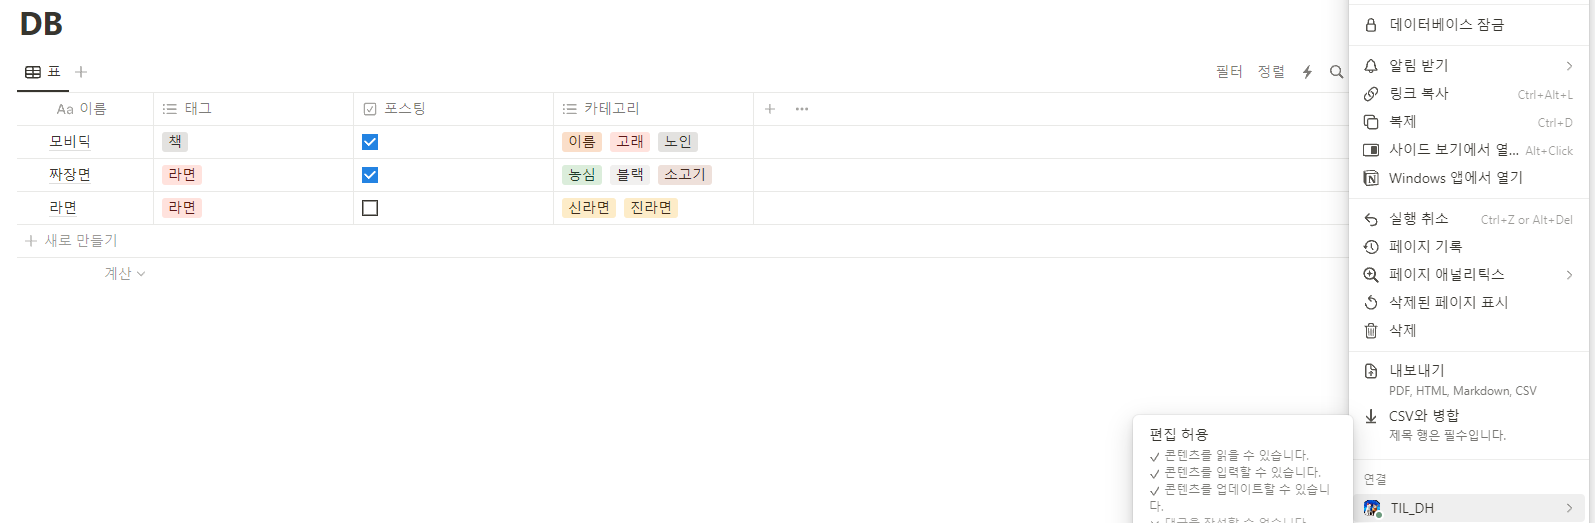 DB
표
필터 정렬
이름 태그 포스팅 카테고리
모비딕 책 이름 고래 노인
짜장면 라면 농심 블랙 소고기
라면 라면 신라면 진라면
새로 만들기
계산
데이터베이스 잠금
알림 받기
링크 복사 Ctrl+Alt+L
복제 Ctrl+D
사이드 보기에서 열... Alt+Click
Windows 앱에서 열기
실행 취소 Ctrl+Z or Alt+Del
페이지 기록
페이지 애널리틱스
삭제된 페이지 표시
삭제
내보내기
PDF, HTML, Markdown, CSV
CSV와 병합
제목 행은 필수입니다.
연결
TIL_DH
편집 허용
콘텐츠를 읽을 수 있습니다.
콘텐츠를 입력할 수 있습니다.
콘텐츠를 업데이트할 수 있습니
다.